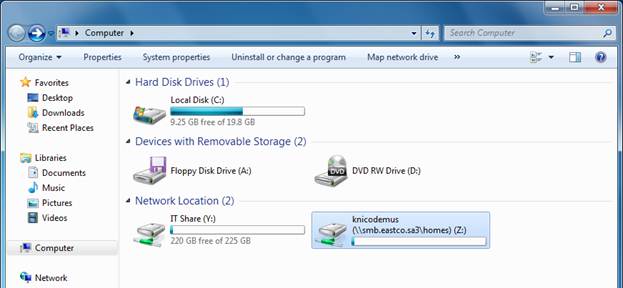 Computer
Search Computer
Organize
Properties
System properties
Uninstall or change a program
Map network drive
»
Favorites
Desktop
Downloads
Recent Places
Libraries
Documents
Music
Pictures
Videos
Computer
Network
Hard Disk Drives (1)
Local Disk (C:)
9.25 GB free of 19.8 GB
Devices with Removable Storage (2)
Floppy Disk Drive (A:)
DVD
DVD RW Drive (D:)
Network Location (2)
IT Share (Y:)
220 GB free of 225 GB
knicodemus
(\\smb.eastco.sa3\homes) (Z:)